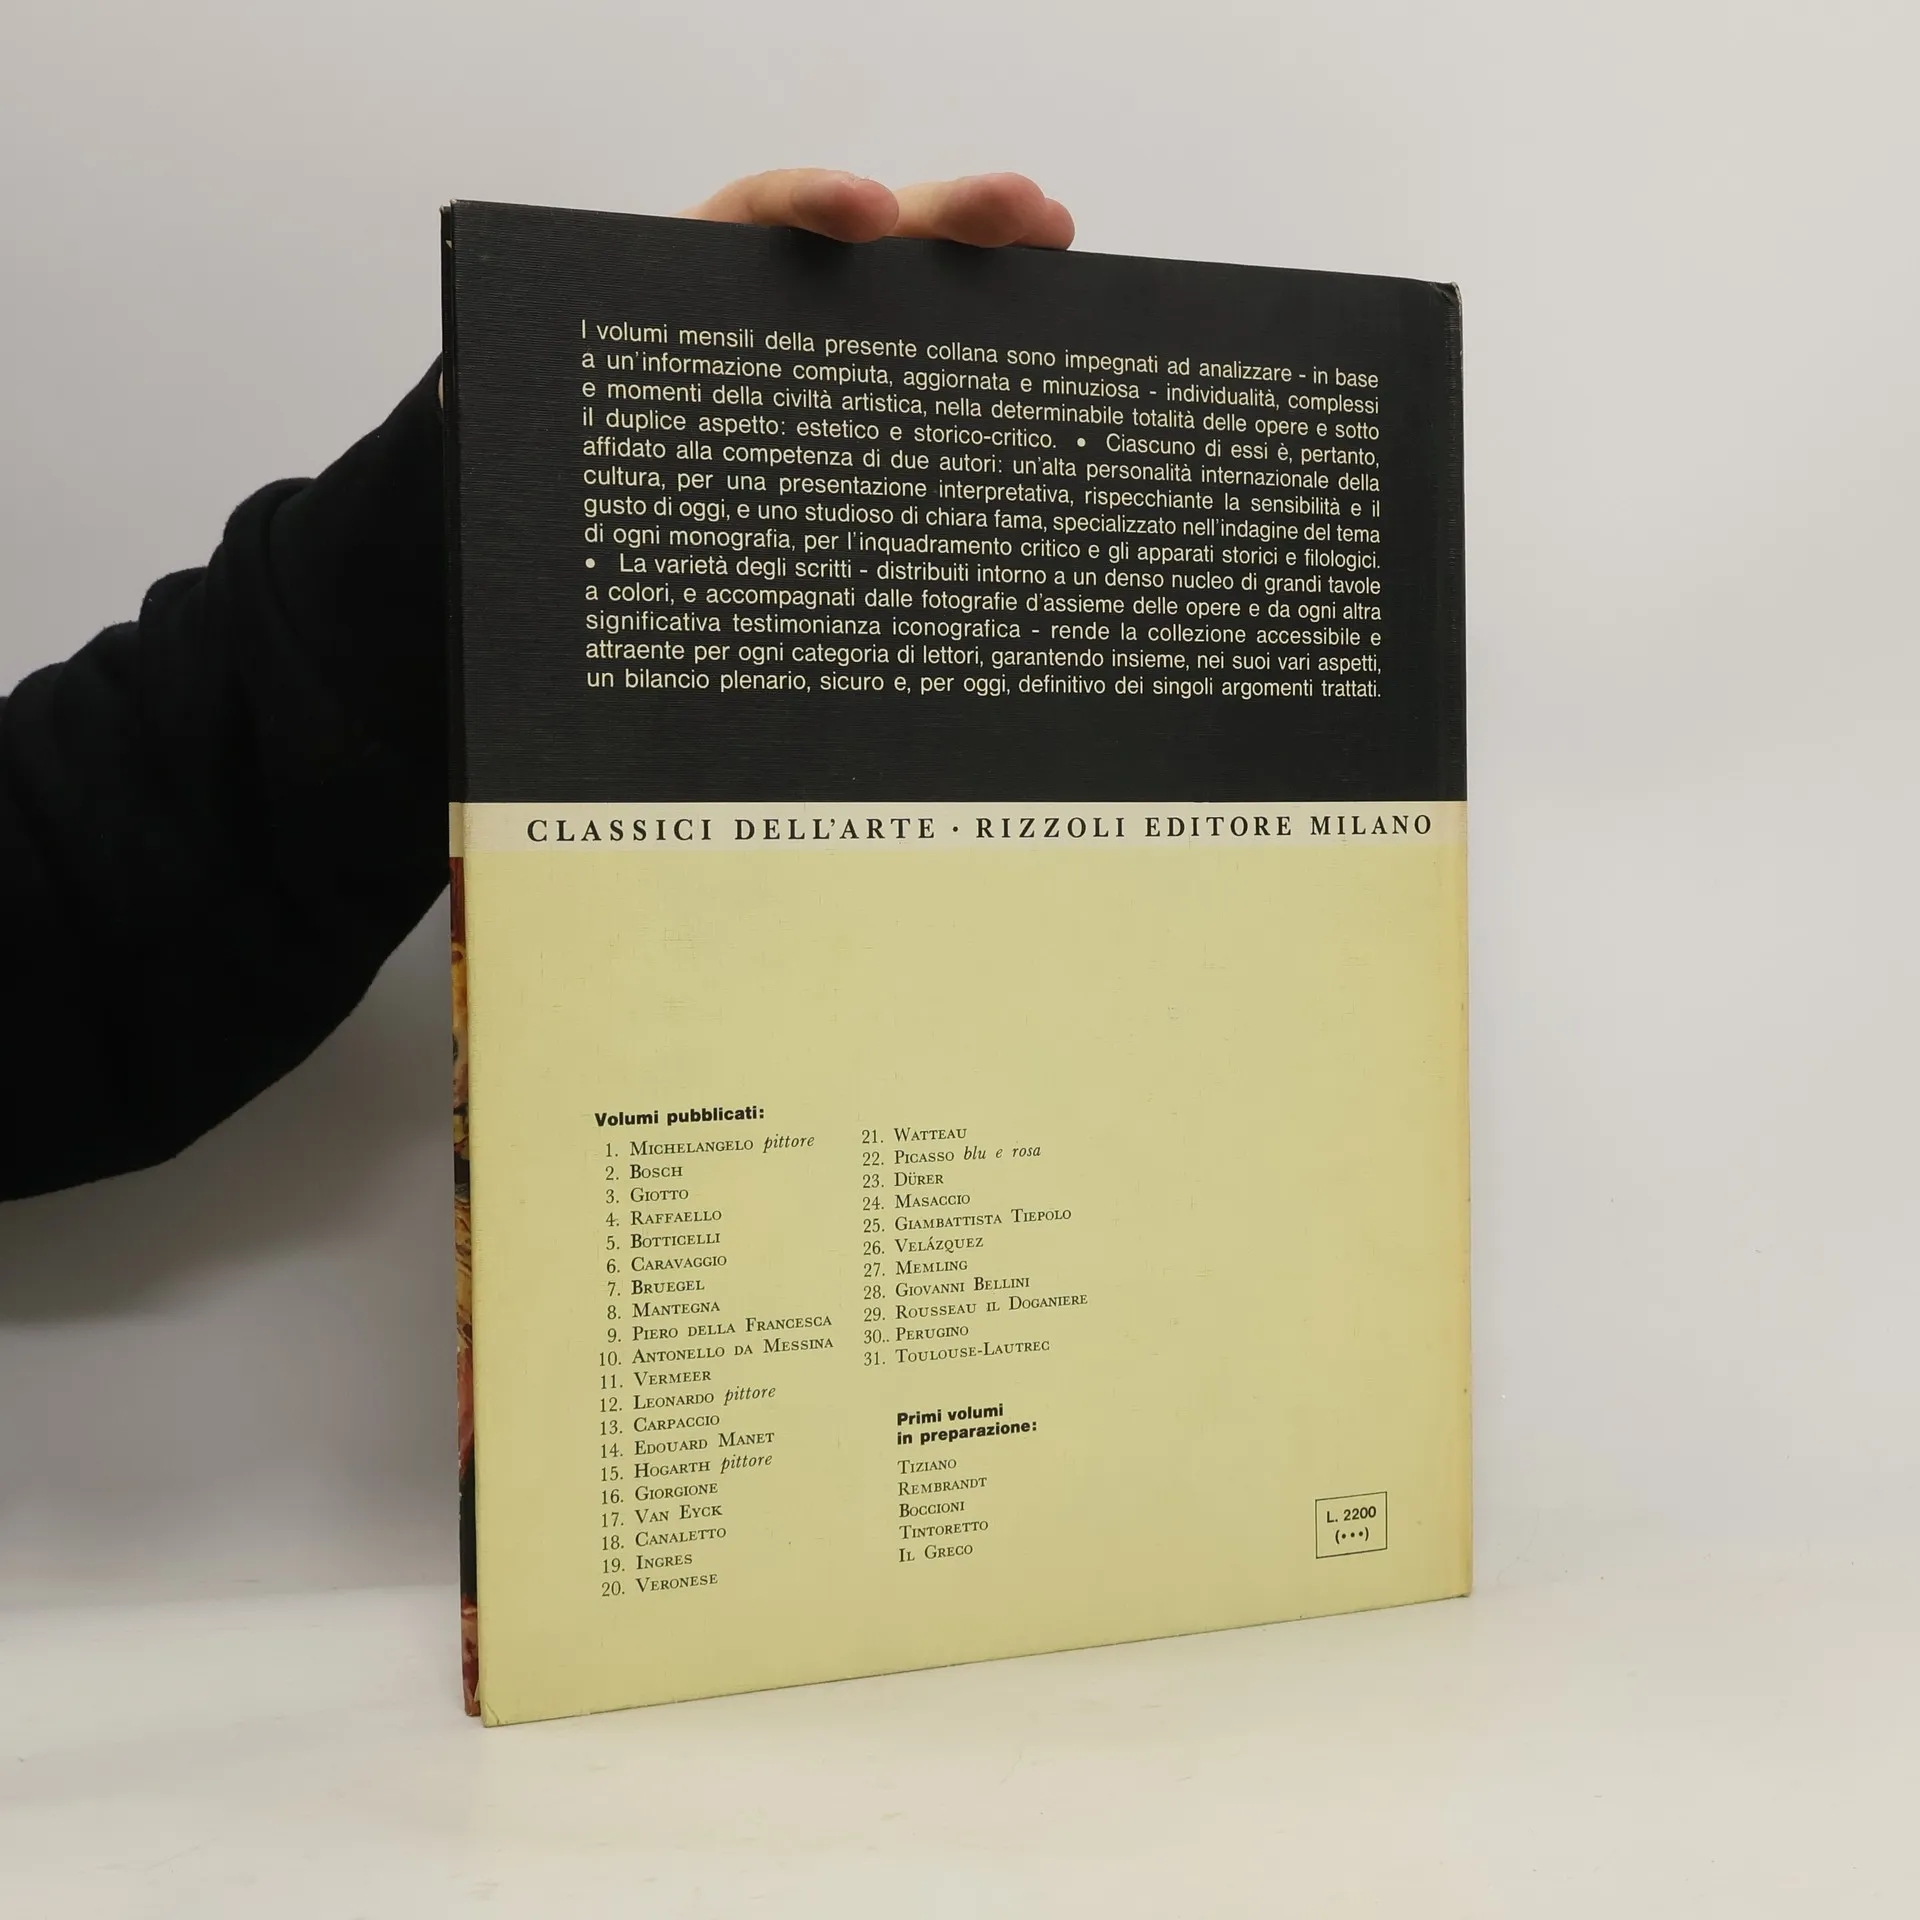 I volumi mensili della presente collana sono impegnati ad analizzare - in base
a un'informazione compiuta, aggiornata e minuziosa - individualità, complessi
e momenti della civiltà artistica, nella determinabile totalità delle opere e sotto
il duplice aspetto: estetico e storico-critico. • Ciascuno di essi è, pertanto,
affidato alla competenza di due autori: un'alta personalità internazionale della
cultura, per una presentazione interpretativa, rispecchiante la sensibilità e il
gusto di oggi, e uno studioso di chiara fama, specializzato nell'indagine del tema
di ogni monografia, per l'inquadramento critico e gli apparati storici e filologici.
• La varietà degli scritti - distribuiti intorno a un denso nucleo di grandi tavole
a colori, e accompagnati dalle fotografie d'assieme delle opere e da ogni altra
significativa testimonianza iconografica - rende la collezione accessibile e
attraente per ogni categoria di lettori, garantendo insieme, nei suoi vari aspetti,
un bilancio plenario, sicuro e, per oggi, definitivo dei singoli argomenti trattati.
CLASSICI DELL'ARTE · RIZZOLI EDITORE MILANO
Volumi pubblicati:
1. MICHELANGELO pittore
2. BOSCH
3. GIOTTO
4. RAFFAELLO
5. BOTTICELLI
6. CARAVAGGIO
7. BRUEGEL
8. MANTEGNA
9. PIERO DELLA FRANCESCA
10. ANTONELLO DA MESSINA
11. VERMEER
12. LEONARDO pittore
13. CARPACCIO
14. EDOUARD MANET
15. HOGARTH pittore
16. GIORGIONE
17. VAN EYCK
18. CANALETTO
19. INGRES
20. VERONESE
21. WATTEAU
22. PICASSO blu e rosa
23. DÜRER
24. MASACCIO
25. GIAMBATTISTA TIEPOLO
26. VELÁZQUEZ
27. MEMLING
28. GIOVANNI BELLINI
29. ROUSSEAU IL DOGANIERE
30.. PERUGINO
31. TOULOUSE-LAUTREC
Primi volumi
in preparazione:
TIZIANO
REMBRANDT
BOCCIONI
TINTORETTO
IL GRECO
L. 2200
(•••)